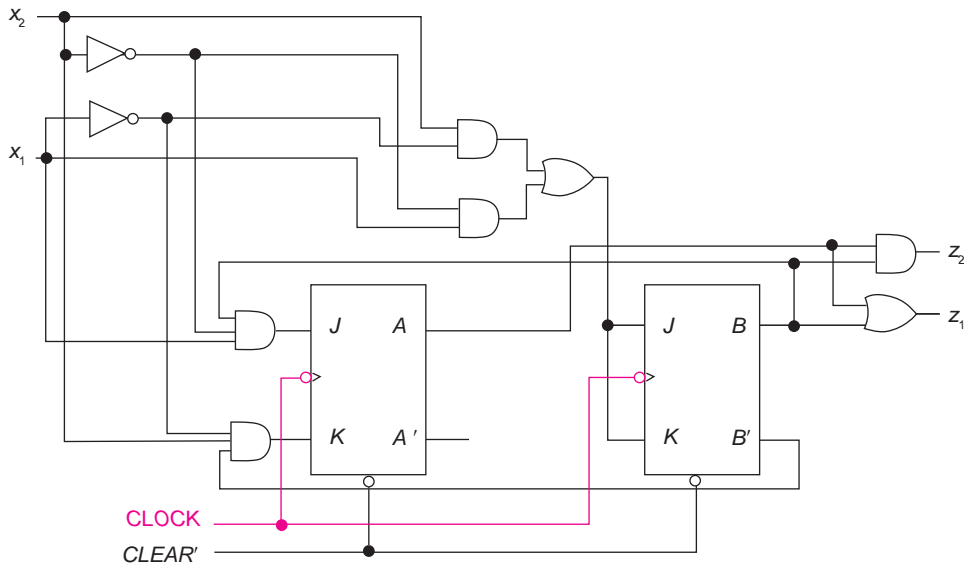 x₂
x₁
z₂
z₁
J A
K A′
J B
K B′
CLOCK
CLEAR′